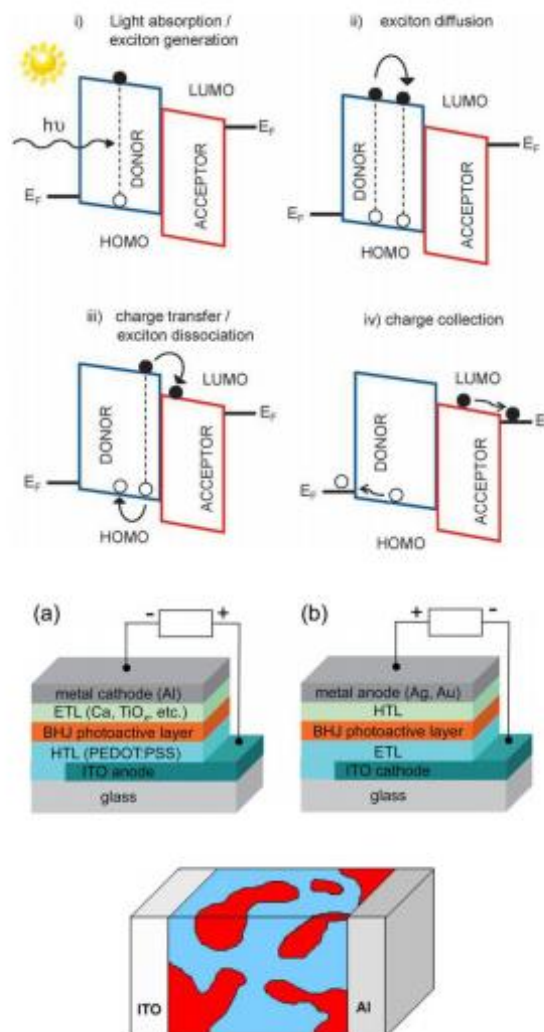 i) Light absorption /
exciton generation
LUMO
hυ
DONOR
ACCEPTOR
E_F
E_F
HOMO
ii) exciton diffusion
LUMO
DONOR
ACCEPTOR
E_F
E_F
HOMO
iii) charge transfer /
exciton dissociation
LUMO
DONOR
ACCEPTOR
E_F
E_F
HOMO
iv) charge collection
LUMO
DONOR
ACCEPTOR
E_F
E_F
HOMO
(a)
- +
metal cathode (Al)
ETL (Ca, TiOₓ, etc.)
BHJ photoactive layer
HTL (PEDOT:PSS)
ITO anode
glass
(b)
+ -
metal anode (Ag, Au)
HTL
BHJ photoactive layer
ETL
ITO cathode
glass
ITO
Al